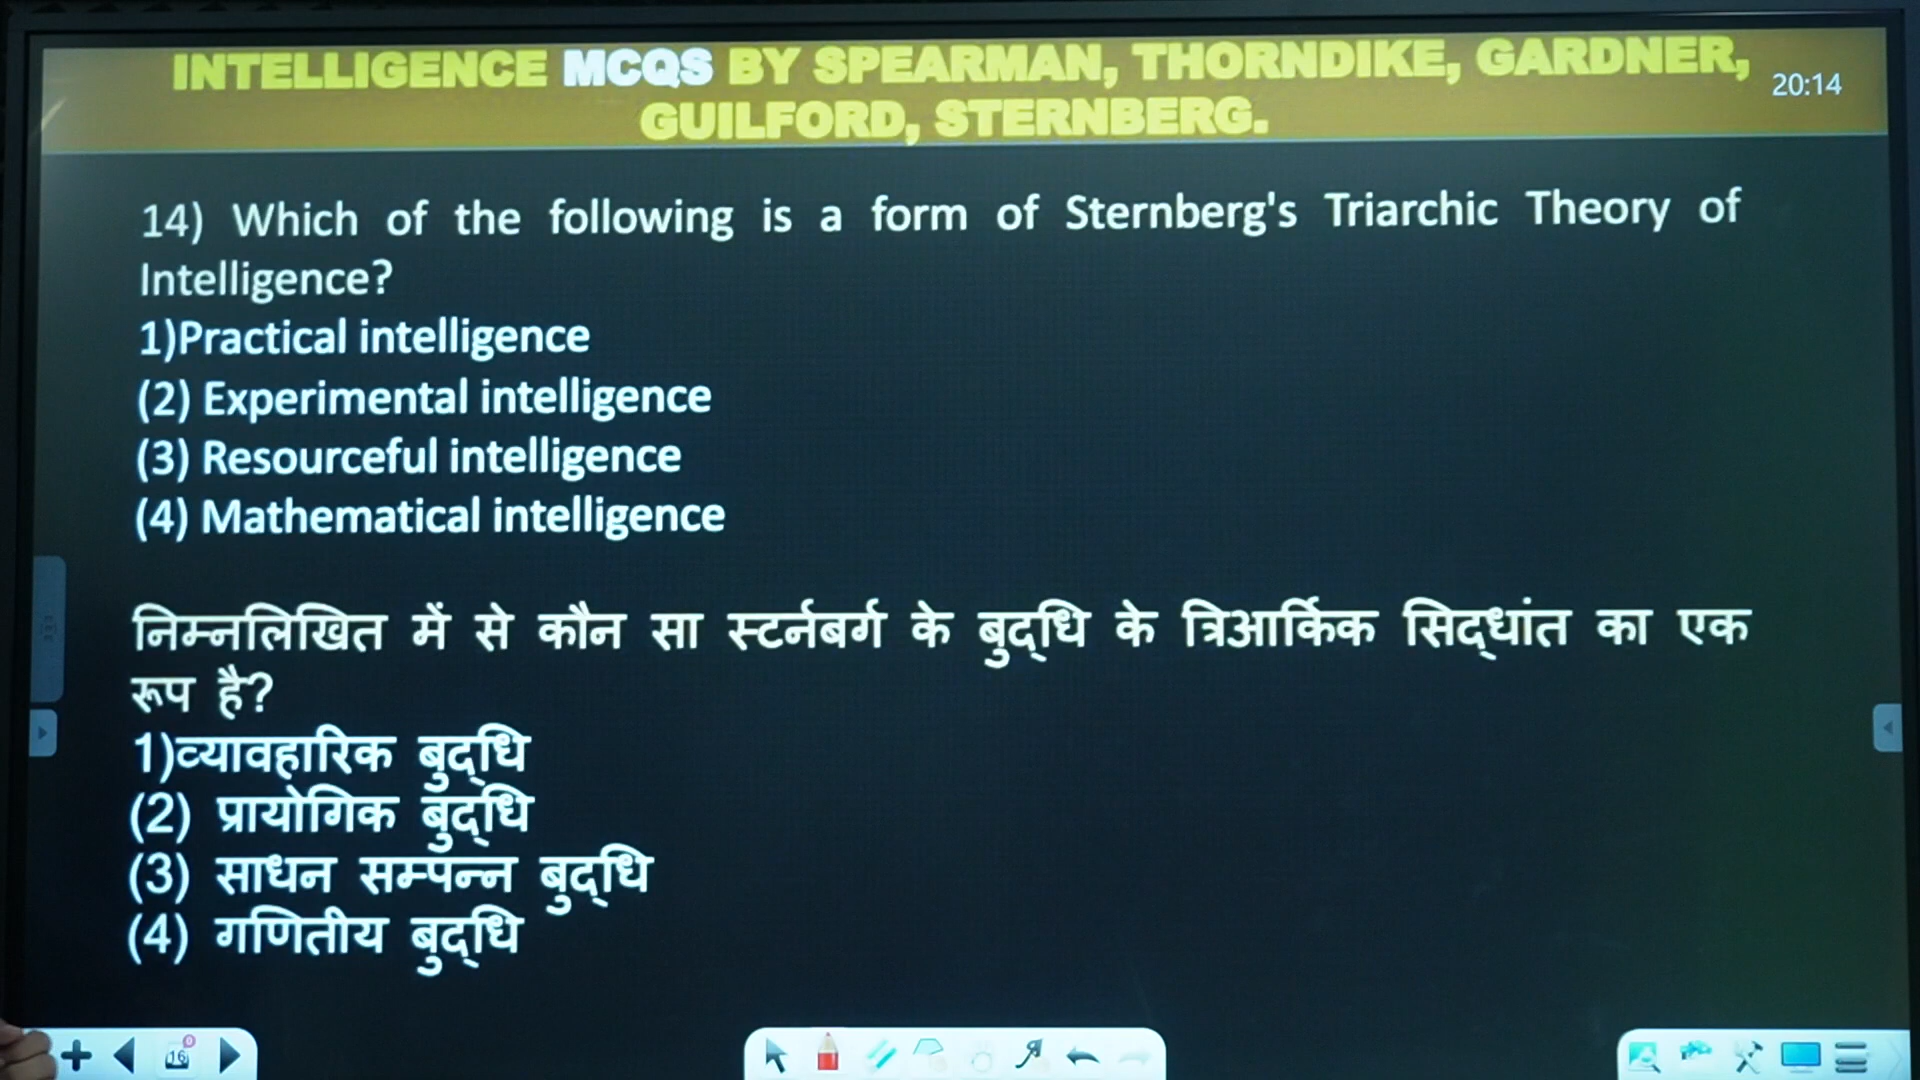 INTELLIGENCE MCQS BY SPEARMAN, THORNDIKE, GARDNER,
GUILFORD, STERNBERG.
20:14
14) Which of the following is a form of Sternberg's Triarchic Theory of
Intelligence?
1)Practical intelligence
(2) Experimental intelligence
(3) Resourceful intelligence
(4) Mathematical intelligence
निम्नलिखित में से कौन सा स्टर्नबर्ग के बुद्धि के त्रिआर्किक सिद्धांत का एक
रूप है?
1)व्यावहारिक बुद्धि
(2) प्रायोगिक बुद्धि
(3) साधन सम्पन्न बुद्धि
(4) गणितीय बुद्धि
16
0